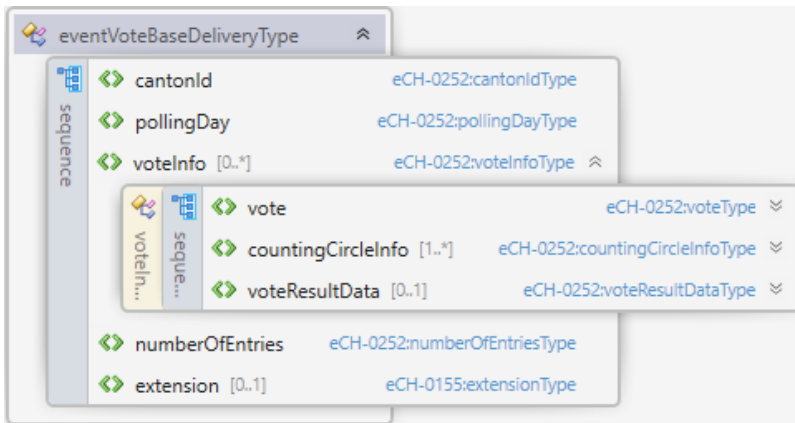 eventVoteBaseDeliveryType
sequence
cantonId eCH-0252:cantonIdType
pollingDay eCH-0252:pollingDayType
voteInfo [0..*] eCH-0252:voteInfoType
voteIn...
seque...
vote eCH-0252:voteType
countingCircleInfo [1..*] eCH-0252:countingCircleInfoType
voteResultData [0..1] eCH-0252:voteResultDataType
numberOfEntries eCH-0252:numberOfEntriesType
extension [0..1] eCH-0155:extensionType